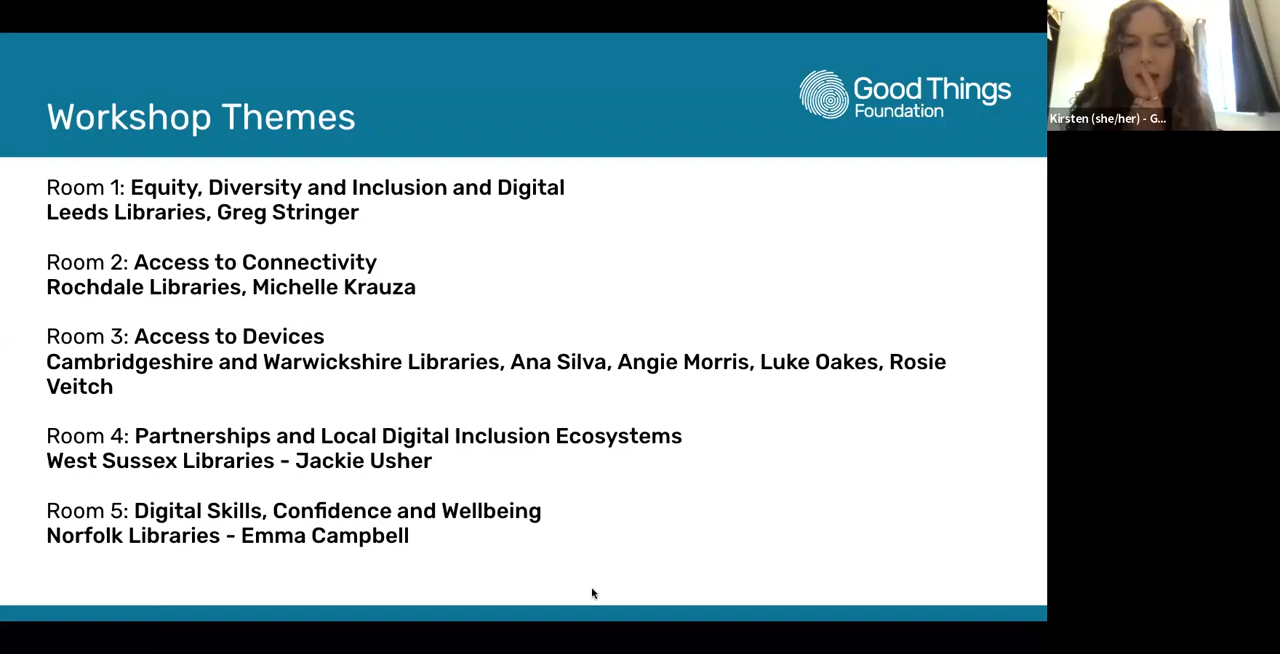 Workshop Themes
Good Things
Foundation
Kirsten (she/her) - G...
Room 1: Equity, Diversity and Inclusion and Digital
Leeds Libraries, Greg Stringer
Room 2: Access to Connectivity
Rochdale Libraries, Michelle Krauza
Room 3: Access to Devices
Cambridgeshire and Warwickshire Libraries, Ana Silva, Angie Morris, Luke Oakes, Rosie
Veitch
Room 4: Partnerships and Local Digital Inclusion Ecosystems
West Sussex Libraries - Jackie Usher
Room 5: Digital Skills, Confidence and Wellbeing
Norfolk Libraries - Emma Campbell